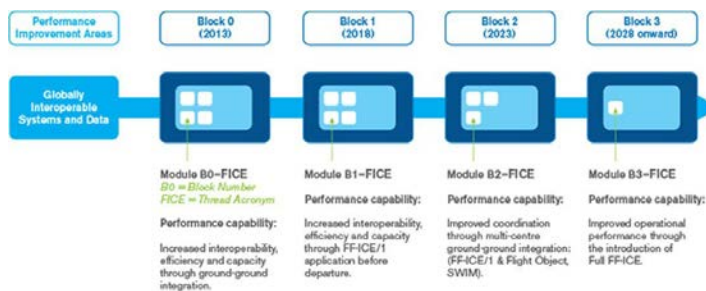 Performance
Improvement Areas
Block 0
(2013)
Block 1
(2018)
Block 2
(2023)
Block 3
(2028 onward)
Globally
Interoperable
Systems and Data
Module B0–FICE
B0 = Block Number
FICE = Thread Acronym
Performance capability:
Increased interoperability,
efficiency and capacity
through ground-ground
integration.
Module B1–FICE
Performance capability:
Increased interoperability,
efficiency and capacity
through FF-ICE/1
application before
departure.
Module B2–FICE
Performance capability:
Improved coordination
through multi-centre
ground-ground integration:
(FF-ICE/1 & Flight Object,
SWIM).
Module B3–FICE
Performance capability:
Improved operational
performance through
the introduction of
Full FF-ICE.